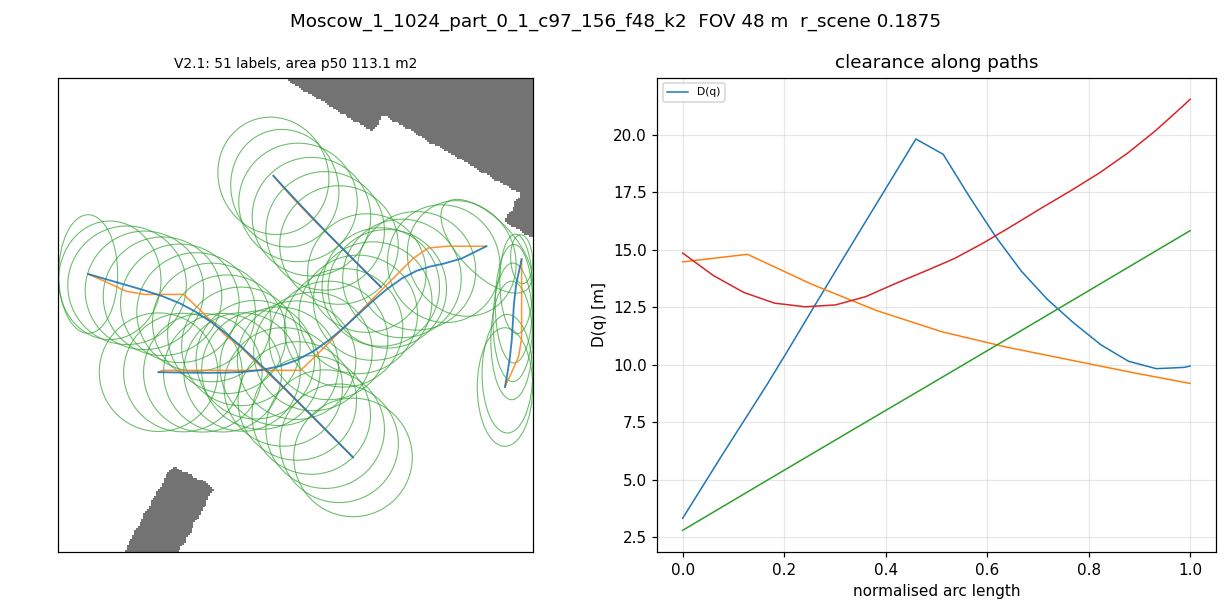 Moscow_1_1024_part_0_1_c97_156_f48_k2  FOV 48 m  r_scene 0.1875
V2.1: 51 labels, area p50 113.1 m2
clearance along paths
D(q)
D(q) [m]
20.0
17.5
15.0
12.5
10.0
7.5
5.0
2.5
0.0
0.2
0.4
0.6
0.8
1.0
normalised arc length